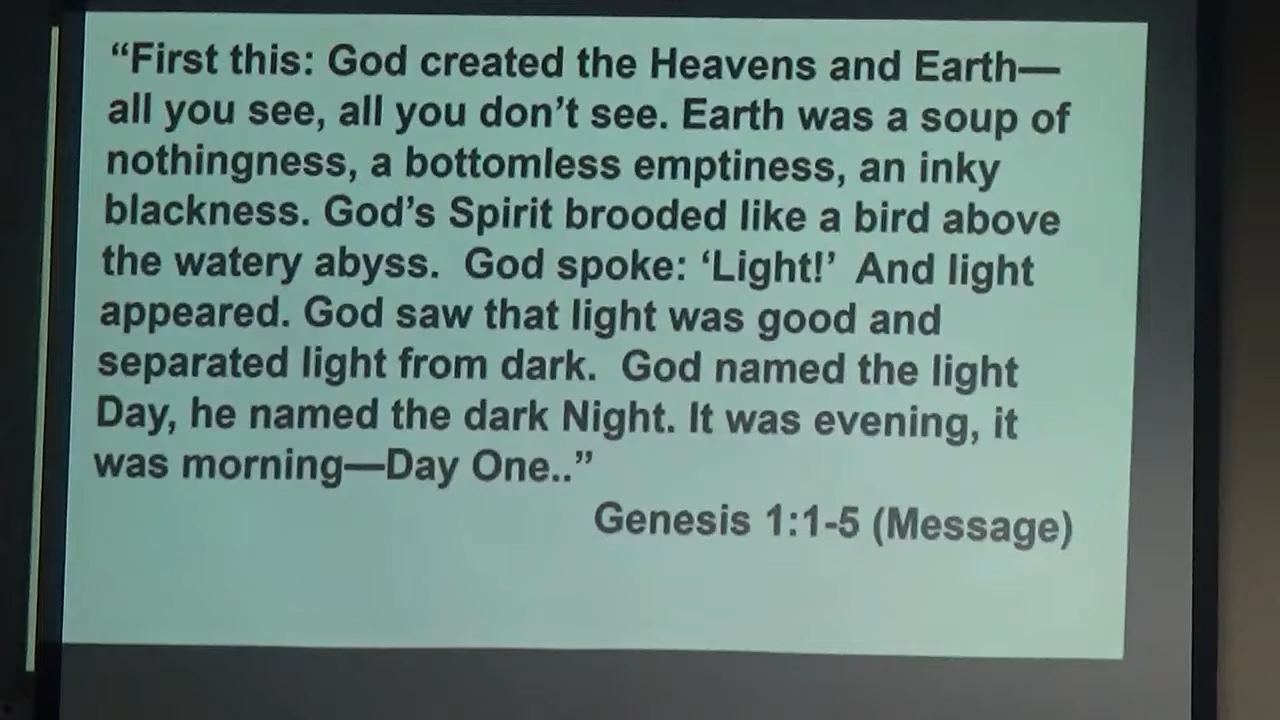 “First this: God created the Heavens and Earth—
all you see, all you don’t see. Earth was a soup of
nothingness, a bottomless emptiness, an inky
blackness. God’s Spirit brooded like a bird above
the watery abyss.  God spoke: ‘Light!’  And light
appeared. God saw that light was good and
separated light from dark.  God named the light
Day, he named the dark Night. It was evening, it
was morning—Day One..”
Genesis 1:1-5 (Message)